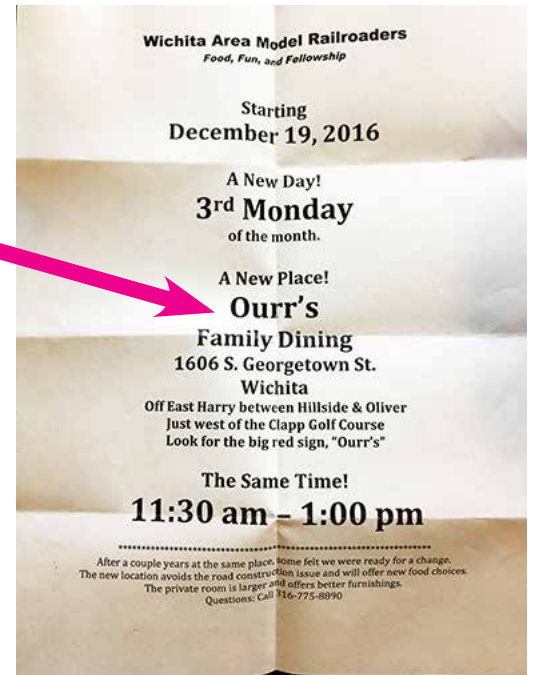 Wichita Area Model Railroaders
Food, Fun, and Fellowship
Starting
December 19, 2016
A New Day!
3rd Monday
of the month.
A New Place!
Ourr's
Family Dining
1606 S. Georgetown St.
Wichita
Off East Harry between Hillside & Oliver
Just west of the Clapp Golf Course
Look for the big red sign, "Ourr's"
The Same Time!
11:30 am – 1:00 pm
After a couple years at the same place, some felt we were ready for a change.
The new location avoids the road construction issue and will offer new food choices.
The private room is larger and offers better furnishings.
Questions: Call 316-775-8890